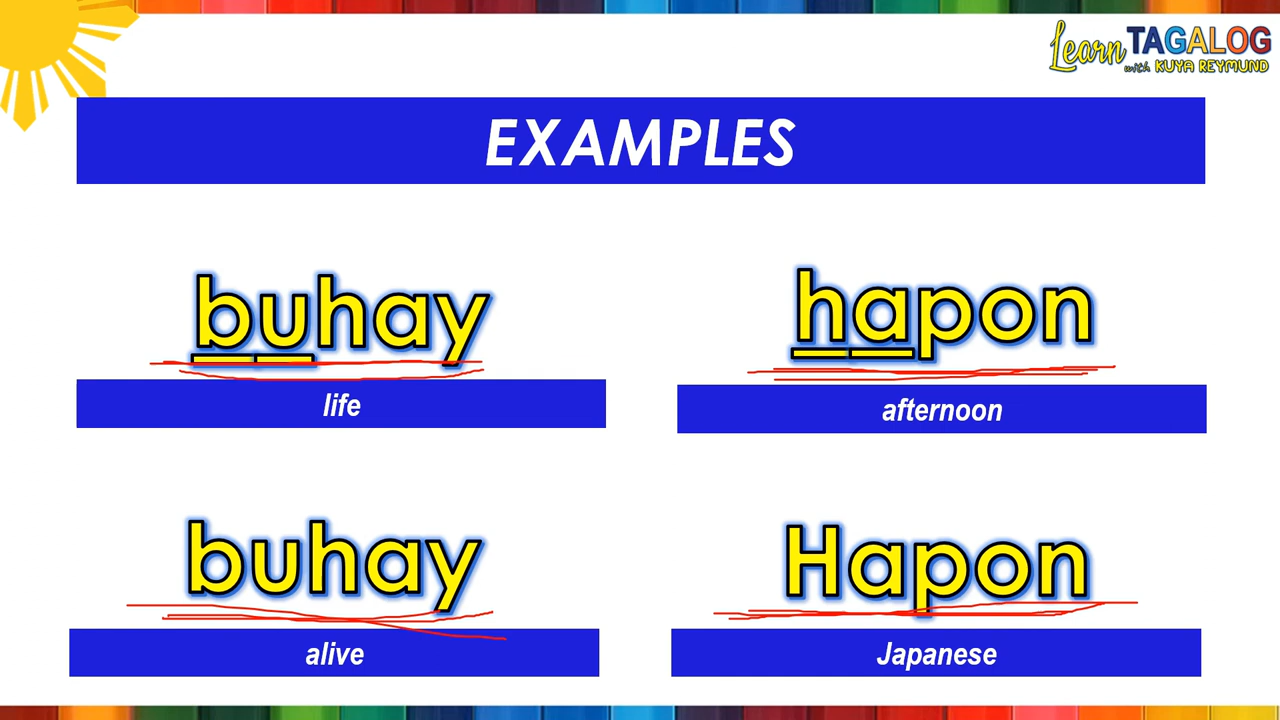 Learn TAGALOG
with KUYA REYMUND
EXAMPLES
buhay
life
hapon
afternoon
buhay
alive
Hapon
Japanese